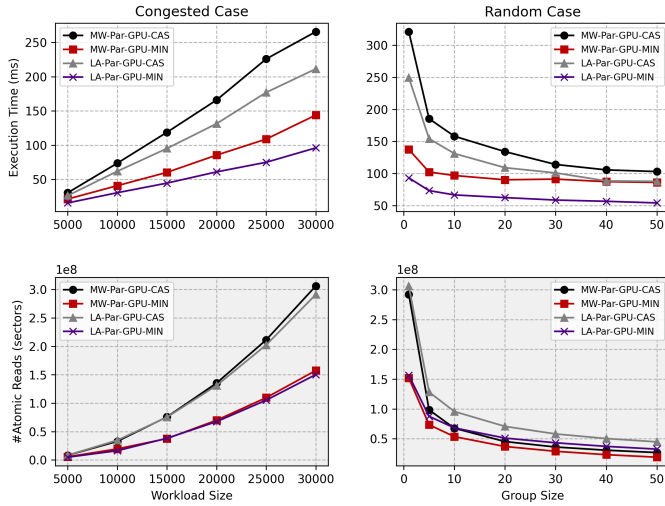 Congested Case
Execution Time (ms)
250
200
150
100
50
MW-Par-GPU-CAS
MW-Par-GPU-MIN
LA-Par-GPU-CAS
LA-Par-GPU-MIN
5000 10000 15000 20000 25000 30000
Random Case
300
250
200
150
100
50
MW-Par-GPU-CAS
MW-Par-GPU-MIN
LA-Par-GPU-CAS
LA-Par-GPU-MIN
0 10 20 30 40 50
1e8
#Atomic Reads (sectors)
3.0
2.5
2.0
1.5
1.0
0.5
0.0
MW-Par-GPU-CAS
MW-Par-GPU-MIN
LA-Par-GPU-CAS
LA-Par-GPU-MIN
5000 10000 15000 20000 25000 30000
Workload Size
1e8
3.0
2.5
2.0
1.5
1.0
0.5
MW-Par-GPU-CAS
MW-Par-GPU-MIN
LA-Par-GPU-CAS
LA-Par-GPU-MIN
0 10 20 30 40 50
Group Size